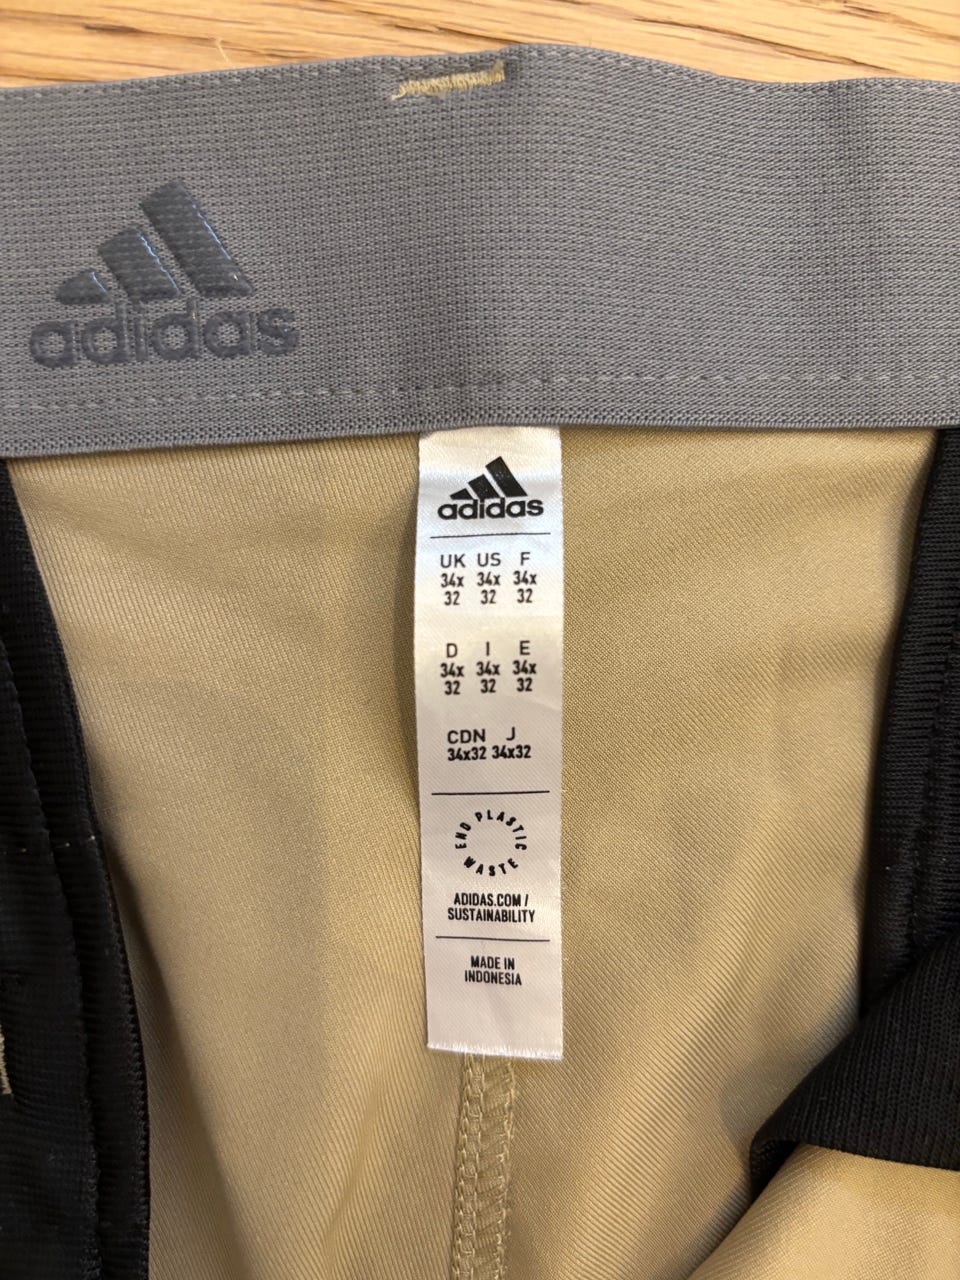 adidas
adidas
UK US F
34x 34x 34x
32 32 32
D I E
34x 34x 34x
32 32 32
CDN J
34x32 34x32
END PLASTIC WASTE
ADIDAS.COM /
SUSTAINABILITY
MADE IN
INDONESIA